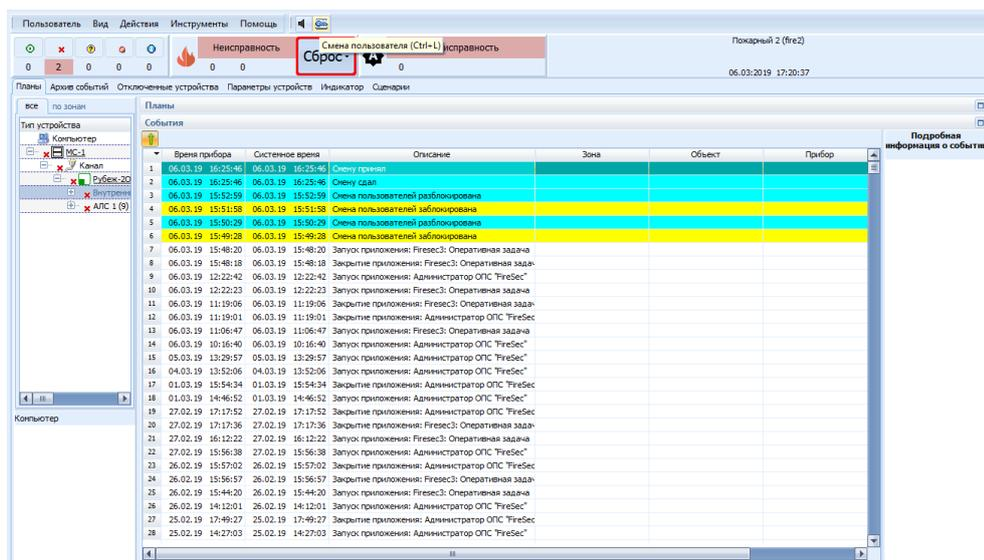 Пользователь Вид Действия Инструменты Помощь
Смена пользователя (Ctrl+L)
Неисправность
Сброс
исправность
0 2 0 0 0
0 0
0
Пожарный 2 (fire2)
06.03.2019 17:20:37
Планы Архив событий Отключенные устройства Параметры устройств Индикатор Сценарии
все по зонам
Тип устройства
Компьютер
МС-1
Канал
Рубеж-2О
Внутренн
АЛС 1 (9)
Компьютер
Планы
События
Подробная
информация о событи
Время прибора Системное время Описание Зона Объект Прибор
1 06.03.19 16:25:46 06.03.19 16:25:46 Смену принял
2 06.03.19 16:25:46 06.03.19 16:25:46 Смену сдал
3 06.03.19 15:52:59 06.03.19 15:52:59 Смена пользователей разблокирована
4 06.03.19 15:51:58 06.03.19 15:51:58 Смена пользователей заблокирована
5 06.03.19 15:50:29 06.03.19 15:50:29 Смена пользователей разблокирована
6 06.03.19 15:49:28 06.03.19 15:49:28 Смена пользователей заблокирована
7 06.03.19 15:48:20 06.03.19 15:48:20 Запуск приложения: Firesec3: Оперативная задача
8 06.03.19 15:48:18 06.03.19 15:48:18 Закрытие приложения: Firesec3: Оперативная задач
9 06.03.19 12:22:42 06.03.19 12:22:42 Запуск приложения: Администратор ОПС "FireSec"
10 06.03.19 12:22:23 06.03.19 12:22:23 Запуск приложения: Firesec3: Оперативная задача
11 06.03.19 11:19:06 06.03.19 11:19:06 Закрытие приложения: Firesec3: Оперативная задач
12 06.03.19 11:19:01 06.03.19 11:19:01 Закрытие приложения: Администратор ОПС "FireSec
13 06.03.19 11:06:47 06.03.19 11:06:47 Запуск приложения: Firesec3: Оперативная задача
14 06.03.19 10:16:40 06.03.19 10:16:40 Запуск приложения: Администратор ОПС "FireSec"
15 05.03.19 13:29:57 05.03.19 13:29:57 Запуск приложения: Администратор ОПС "FireSec"
16 04.03.19 13:52:06 04.03.19 13:52:06 Запуск приложения: Администратор ОПС "FireSec"
17 01.03.19 15:54:34 01.03.19 15:54:34 Закрытие приложения: Администратор ОПС "FireSec
18 01.03.19 14:46:52 01.03.19 14:46:52 Запуск приложения: Администратор ОПС "FireSec"
19 27.02.19 17:17:52 27.02.19 17:17:52 Закрытие приложения: Администратор ОПС "FireSec
20 27.02.19 17:17:36 27.02.19 17:17:36 Закрытие приложения: Firesec3: Оперативная задач
21 27.02.19 16:12:22 27.02.19 16:12:22 Запуск приложения: Firesec3: Оперативная задача
22 27.02.19 15:56:38 27.02.19 15:56:38 Запуск приложения: Администратор ОПС "FireSec"
23 26.02.19 15:57:02 26.02.19 15:57:02 Закрытие приложения: Администратор ОПС "FireSec
24 26.02.19 15:56:57 26.02.19 15:56:57 Закрытие приложения: Firesec3: Оперативная задач
25 26.02.19 15:44:20 26.02.19 15:44:20 Запуск приложения: Firesec3: Оперативная задача
26 26.02.19 14:12:01 26.02.19 14:12:01 Запуск приложения: Администратор ОПС "FireSec"
27 25.02.19 17:49:27 25.02.19 17:49:27 Закрытие приложения: Администратор ОПС "FireSec
28 25.02.19 14:27:03 25.02.19 14:27:03 Запуск приложения: Администратор ОПС "FireSec"